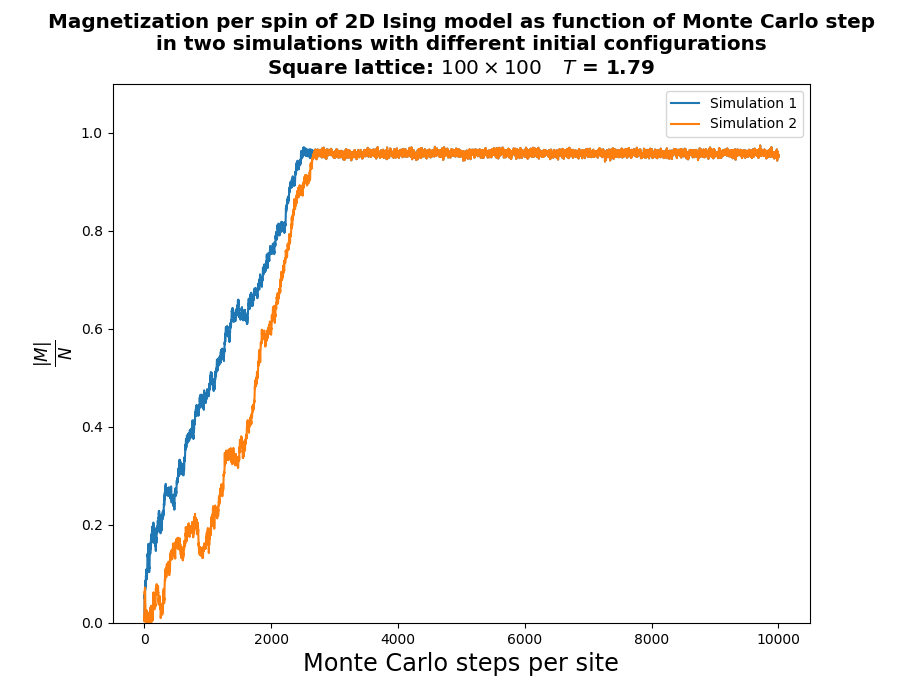 Magnetization per spin of 2D Ising model as function of Monte Carlo step
in two simulations with different initial configurations
Square lattice: 100 × 100 T = 1.79
Simulation 1
Simulation 2
1.0
0.8
0.6
0.4
0.2
0.0
|M|
N
0 2000 4000 6000 8000 10000
Monte Carlo steps per site